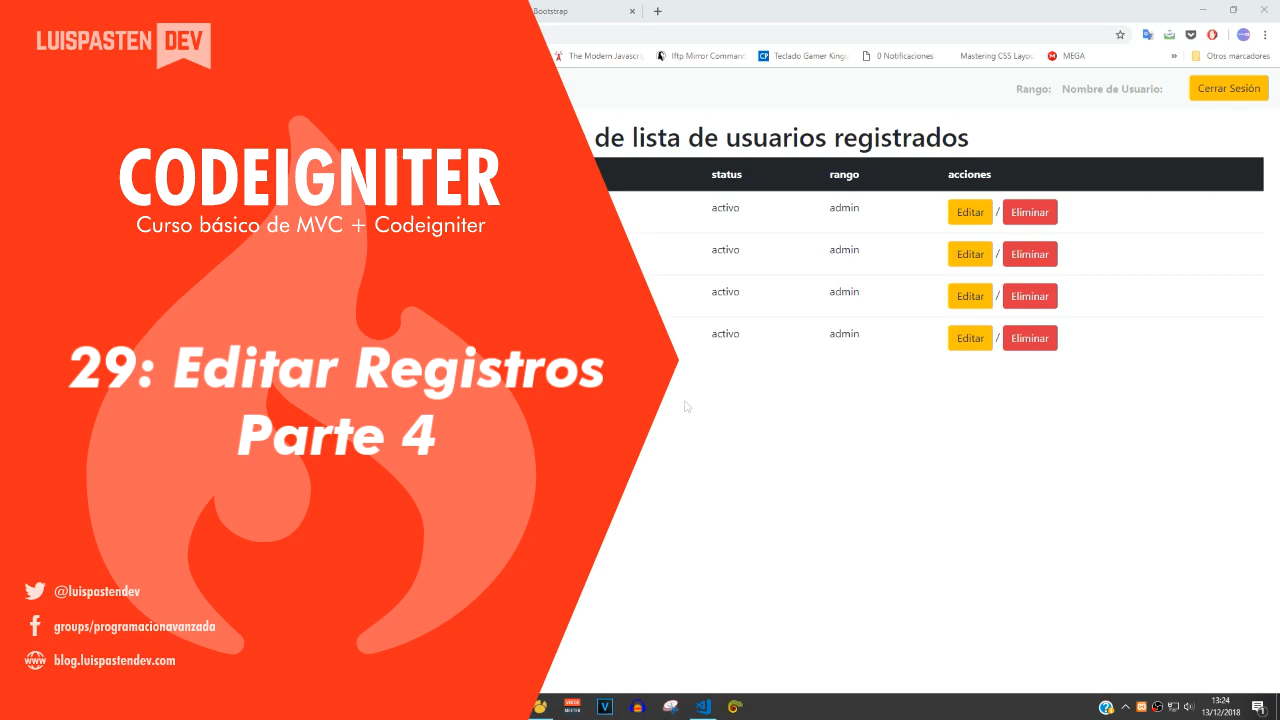 LUISPASTEN DEV
CODEIGNITER
Curso básico de MVC + Codeigniter
29: Editar Registros
Parte 4
@luispastendev
groups/programacionavanzada
www blog.luispastendev.com
Bootstrap
The Modern Javascri
lftp Mirror Comman
CP Teclado Gamer King
0 Notificaciones
Mastering CSS Layou
MEGA
» Otros marcadores
Rango: Nombre de Usuario: Cerrar Sesión
de lista de usuarios registrados
status rango acciones
activo admin Editar / Eliminar
activo admin Editar / Eliminar
activo admin Editar / Eliminar
activo admin Editar / Eliminar
13:24
13/12/2018